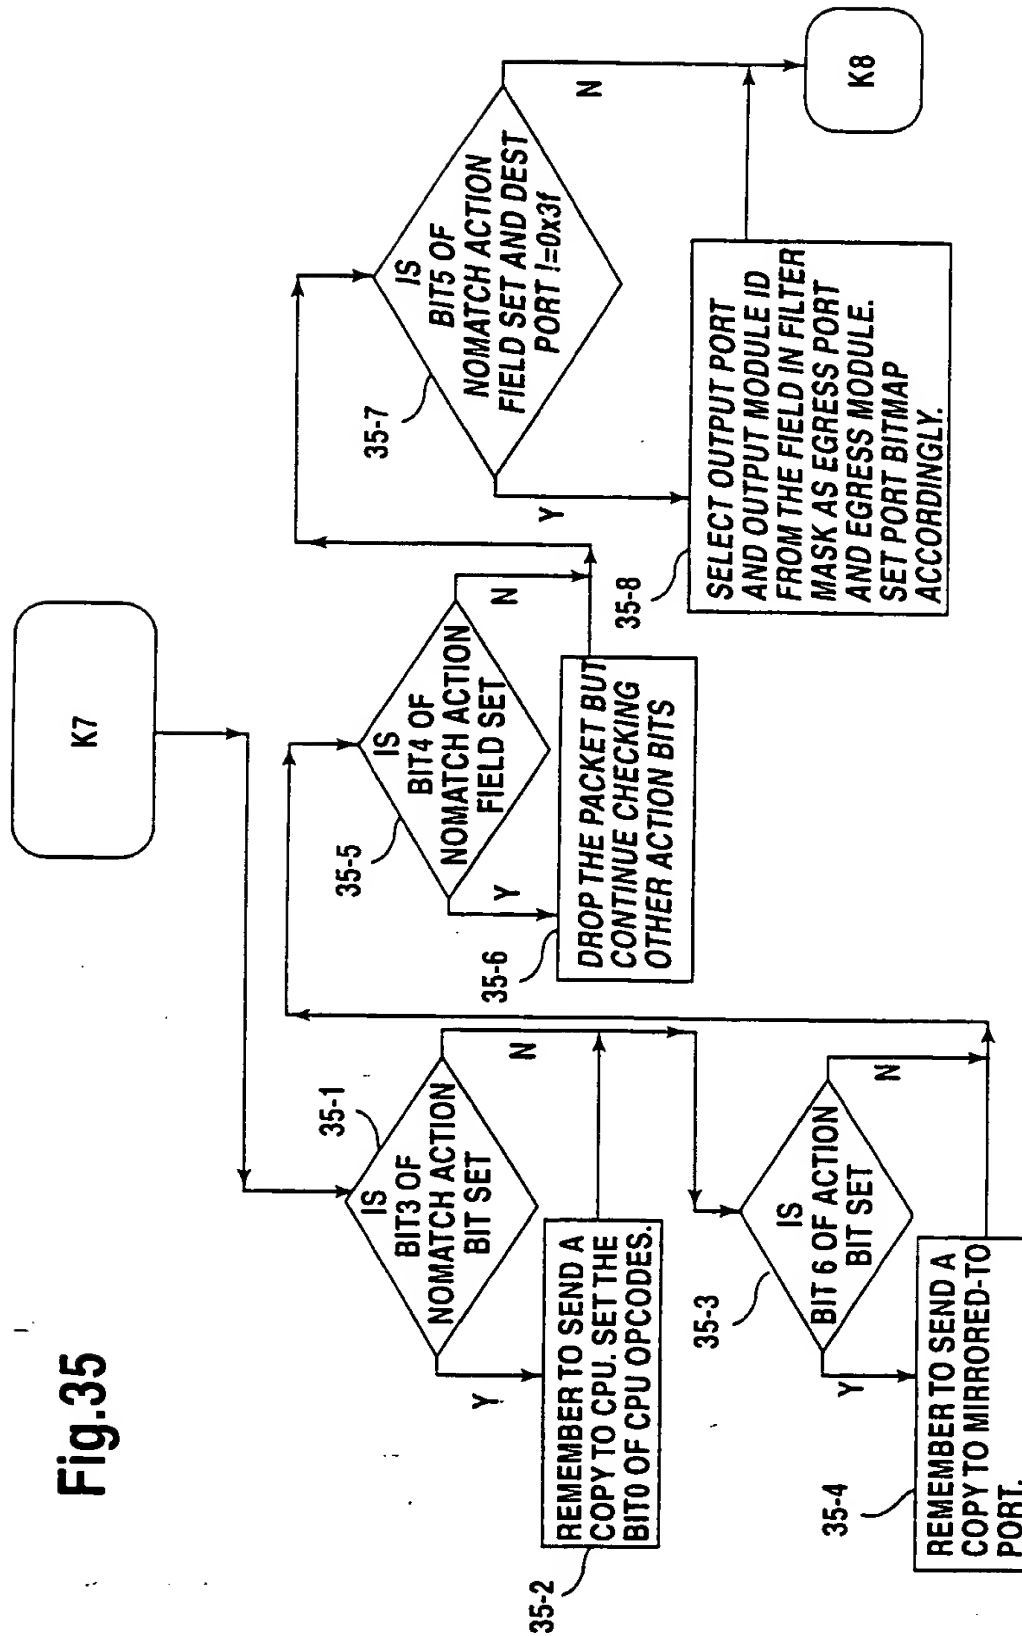 Fig.35
K7
35-1
IS
BIT3 OF
NOMATCH ACTION
BIT SET
Y
N
35-2
REMEMBER TO SEND A
COPY TO CPU. SET THE
BIT0 OF CPU OPCODES.
35-3
IS
BIT 6 OF ACTION
BIT SET
Y
N
35-4
REMEMBER TO SEND A
COPY TO MIRRORED-TO
PORT.
35-5
IS
BIT4 OF
NOMATCH ACTION
FIELD SET
Y
N
35-6
DROP THE PACKET BUT
CONTINUE CHECKING
OTHER ACTION BITS
35-7
IS
BIT5 OF
NOMATCH ACTION
FIELD SET AND DEST
PORT !=0x3f
Y
N
35-8
SELECT OUTPUT PORT
AND OUTPUT MODULE ID
FROM THE FIELD IN FILTER
MASK AS EGRESS PORT
AND EGRESS MODULE.
SET PORT BITMAP
ACCORDINGLY.
K8